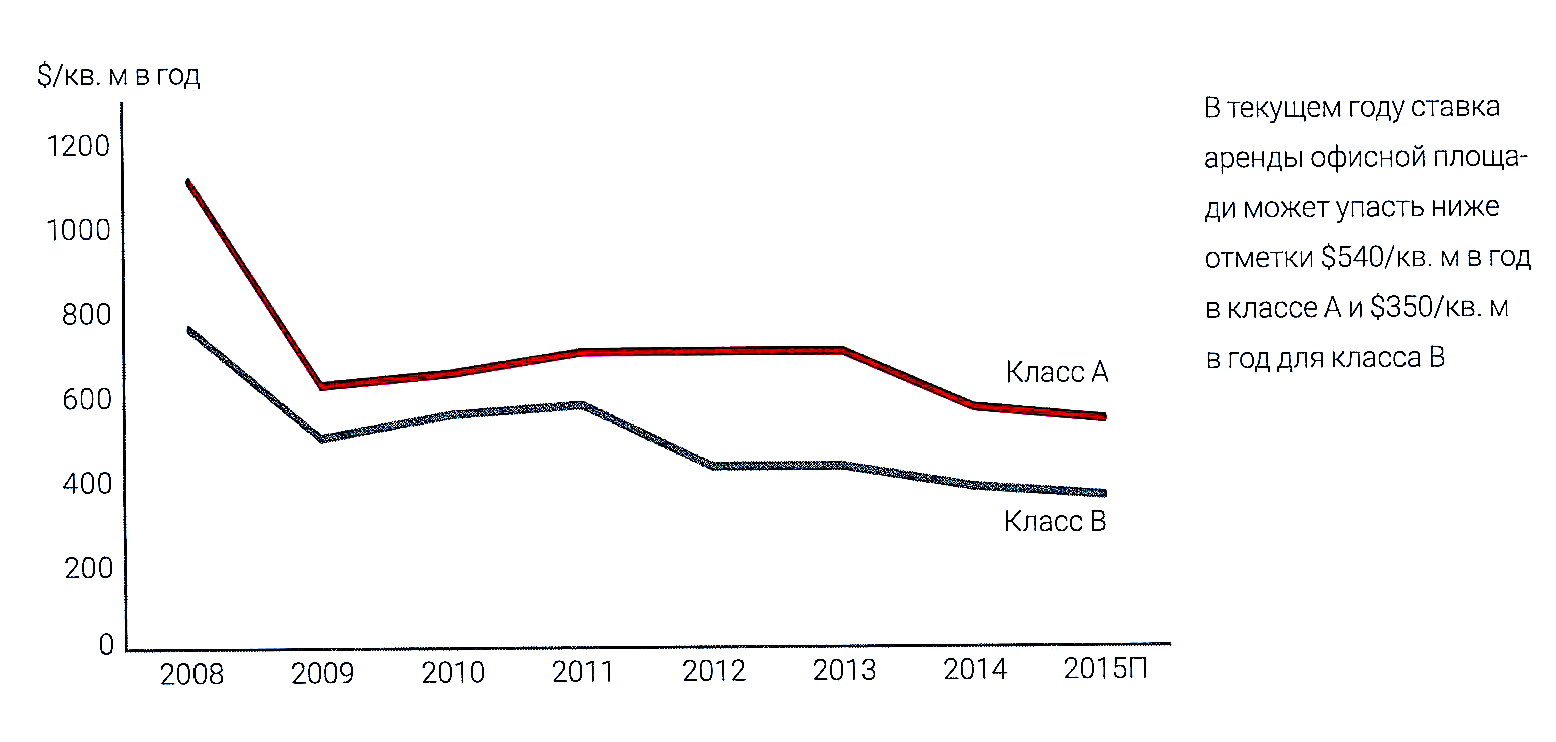 $/кв. м в год
1200
1000
800
600
400
200
0
2008 2009 2010 2011 2012 2013 2014 2015П
Класс А
Класс В
В текущем году ставка
аренды офисной площа-
ди может упасть ниже
отметки $540/кв. м в год
в классе А и $350/кв. м
в год для класса В